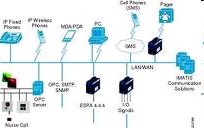 IP Fixed
Phones
IP Wireless
Phones
MDA/PDA
PC
Cell Phones
(SMS)
Pager
GMS
LAN/WAN
IMATIS
Communication
Solutions
OPC
Server
OPC, SMTP,
SNMP
ESPA 4.4.4
I/O
Signals
Nurse Call